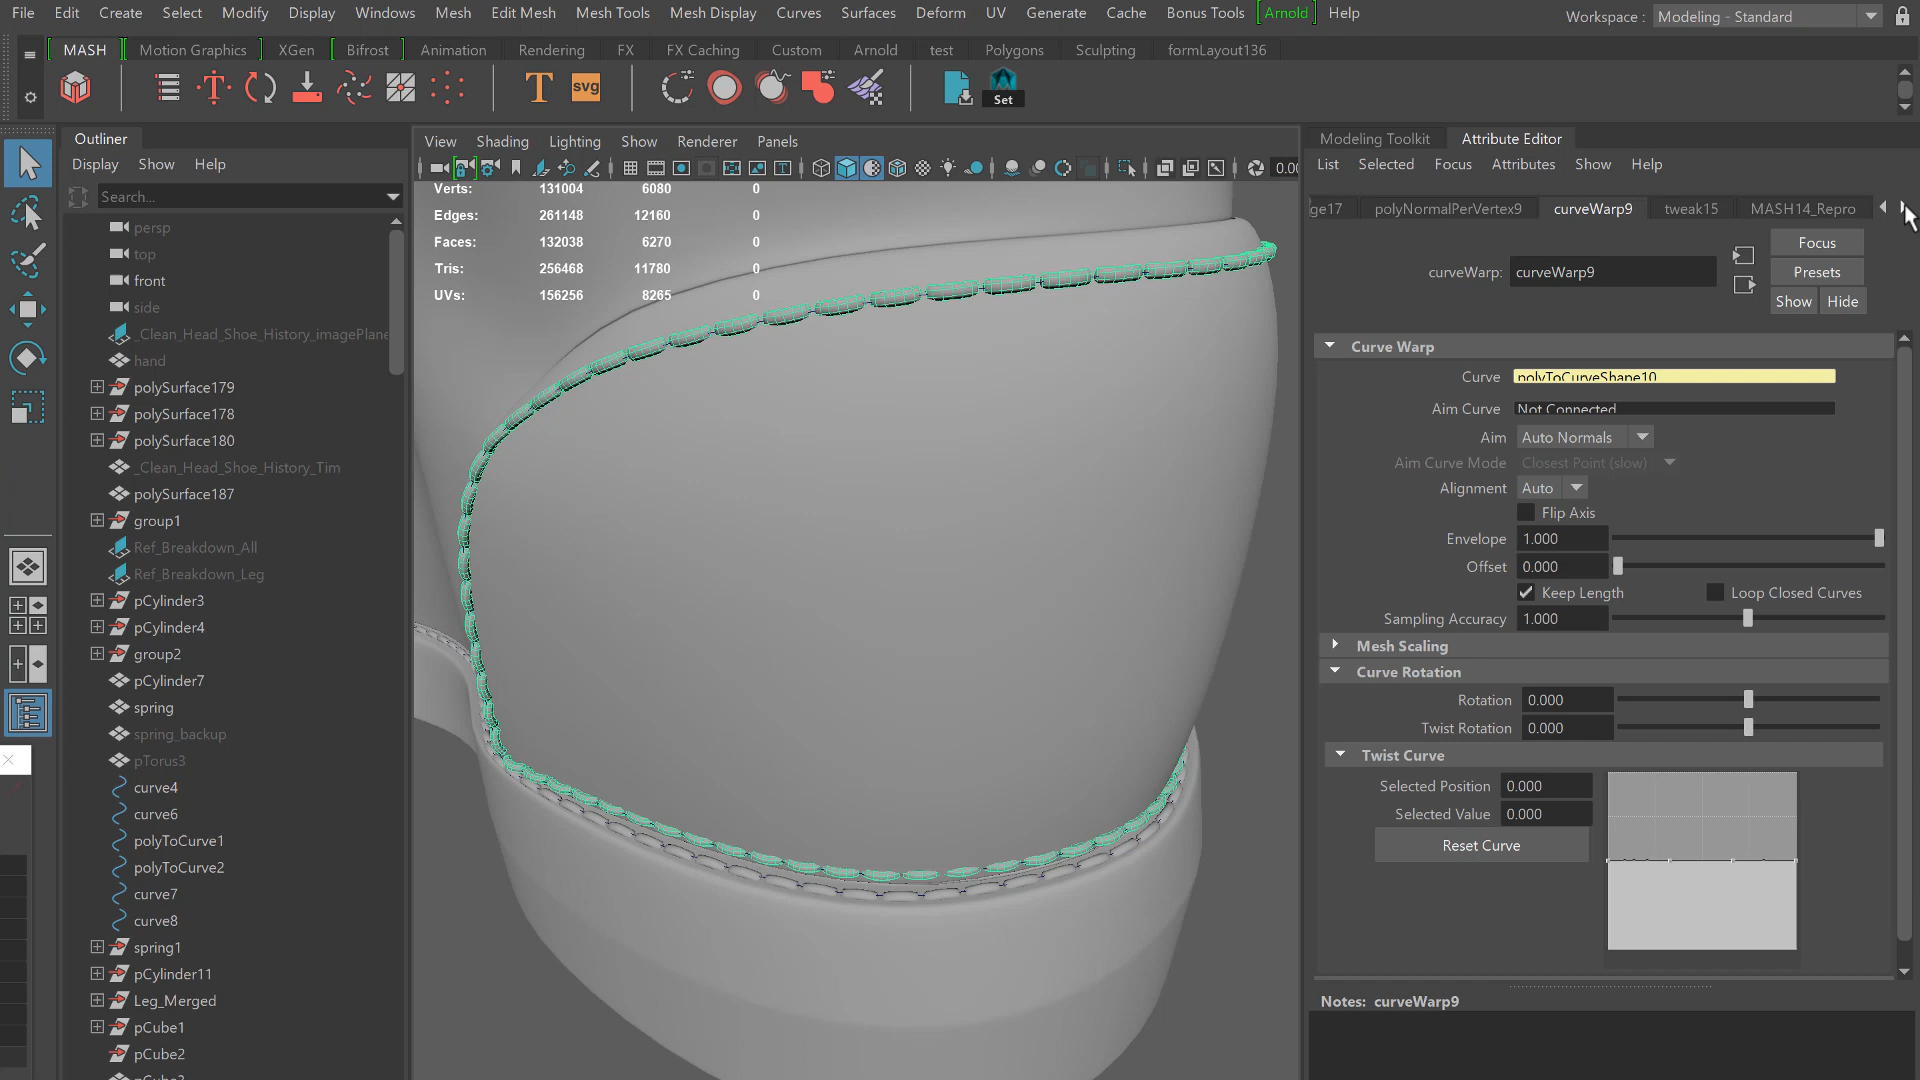 File Edit Create Select Modify Display Windows Mesh Edit Mesh Mesh Tools Mesh Display Curves Surfaces Deform UV Generate Cache Bonus Tools Arnold Help
Workspace : Modeling - Standard
MASH Motion Graphics XGen Bifrost Animation Rendering FX FX Caching Custom Arnold test Polygons Sculpting formLayout136
T svg Set
Outliner
Display Show Help
Search...
persp
top
front
side
_Clean_Head_Shoe_History_imagePlane
hand
polySurface179
polySurface178
polySurface180
_Clean_Head_Shoe_History_Tim
polySurface187
group1
Ref_Breakdown_All
Ref_Breakdown_Leg
pCylinder3
pCylinder4
group2
pCylinder7
spring
spring_backup
pTorus3
curve4
curve6
polyToCurve1
polyToCurve2
curve7
curve8
spring1
pCylinder11
Leg_Merged
pCube1
pCube2
View Shading Lighting Show Renderer Panels
0.00
Verts: 131004 6080 0
Edges: 261148 12160 0
Faces: 132038 6270 0
Tris: 256468 11780 0
UVs: 156256 8265 0
Modeling Toolkit Attribute Editor
List Selected Focus Attributes Show Help
ge17 polyNormalPerVertex9 curveWarp9 tweak15 MASH14_Repro
Focus
curveWarp: curveWarp9 Presets
Show Hide
Curve Warp
Curve polyToCurveShape10
Aim Curve Not Connected
Aim Auto Normals
Aim Curve Mode Closest Point (slow)
Alignment Auto
Flip Axis
Envelope 1.000
Offset 0.000
Keep Length Loop Closed Curves
Sampling Accuracy 1.000
Mesh Scaling
Curve Rotation
Rotation 0.000
Twist Rotation 0.000
Twist Curve
Selected Position 0.000
Selected Value 0.000
Reset Curve
Notes: curveWarp9